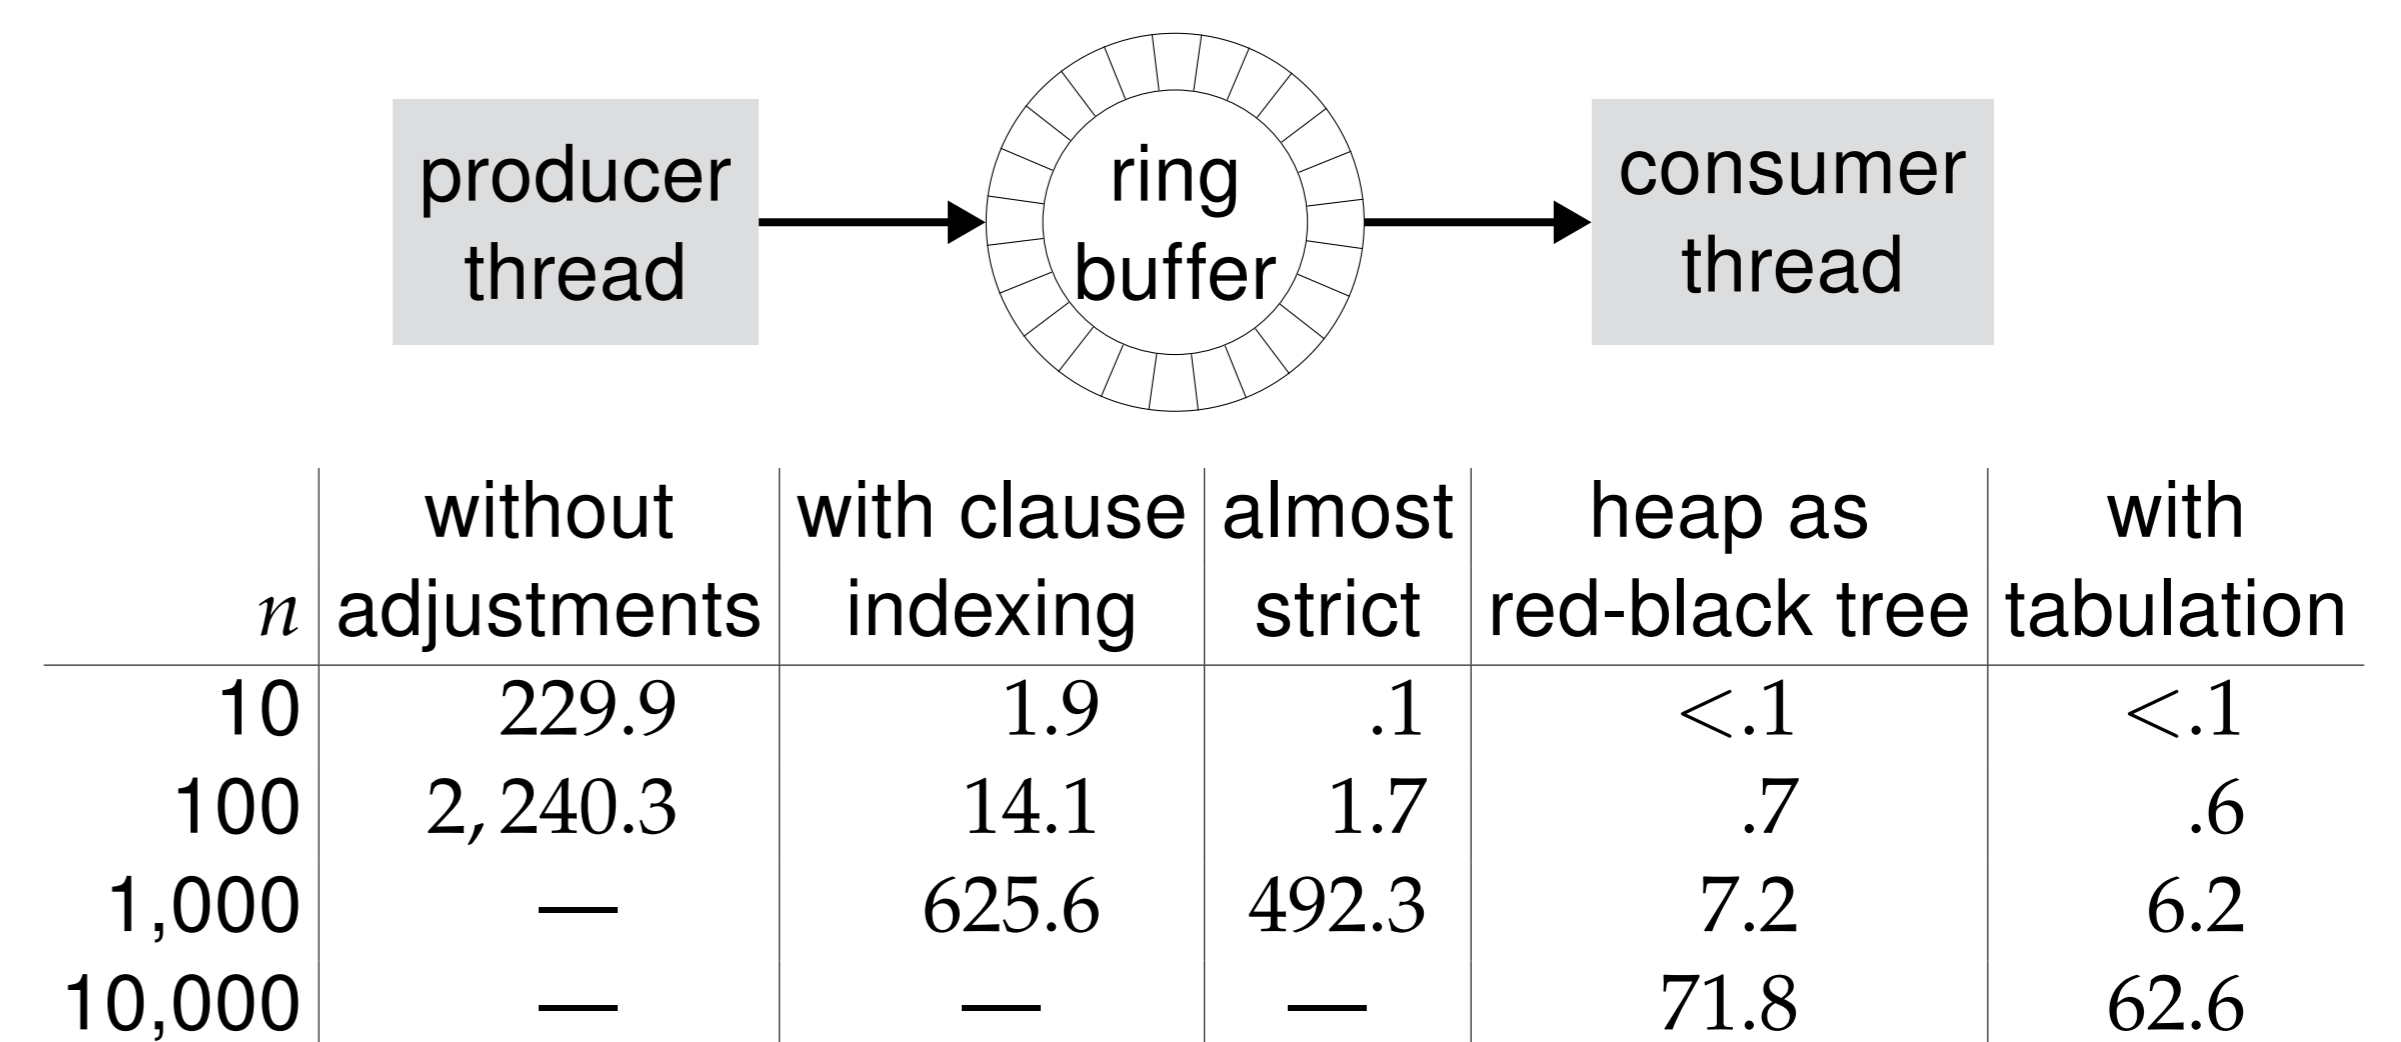 producer
thread
ring
buffer
consumer
thread
n | without adjustments | with clause indexing | almost strict | heap as red-black tree | with tabulation
10 | 229.9 | 1.9 | .1 | <.1 | <.1
100 | 2,240.3 | 14.1 | 1.7 | .7 | .6
1,000 | — | 625.6 | 492.3 | 7.2 | 6.2
10,000 | — | — | — | 71.8 | 62.6